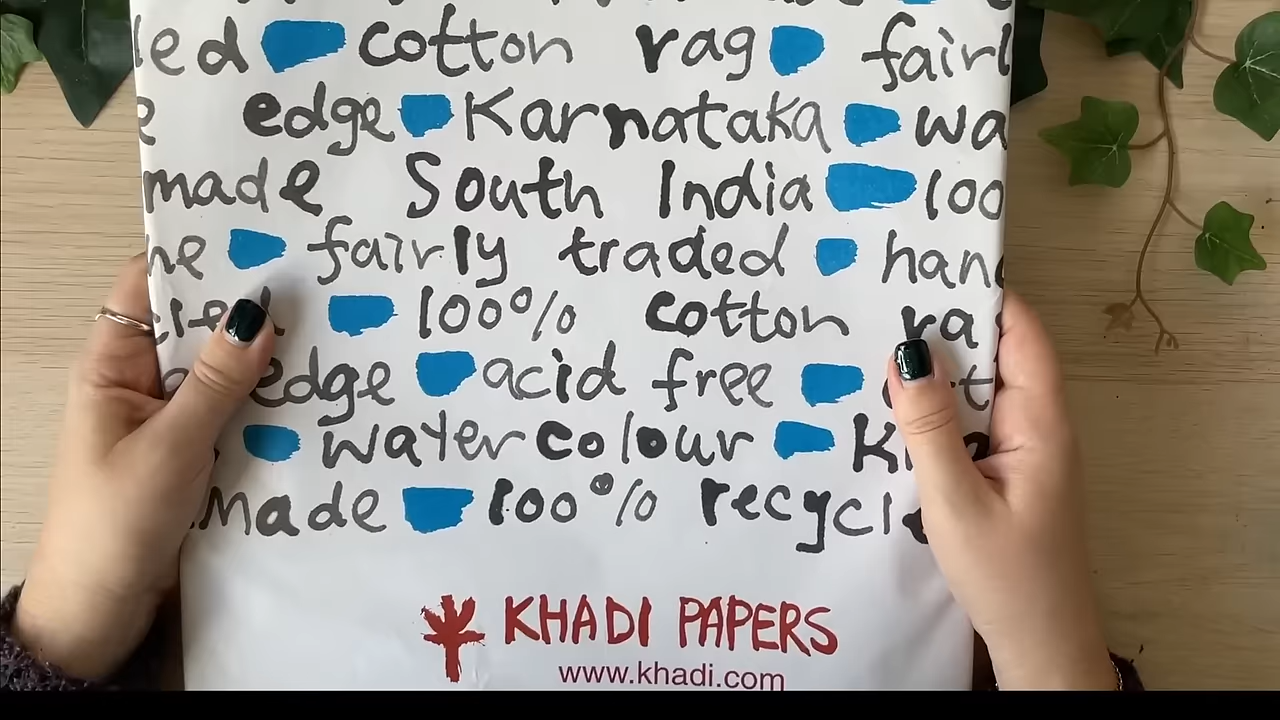 cotton rag
edge Karnataka
made South India 100
fairly traded
100% cotton
edge acid free
watercolour
made 100%
KHADI PAPERS
www.khadi.com